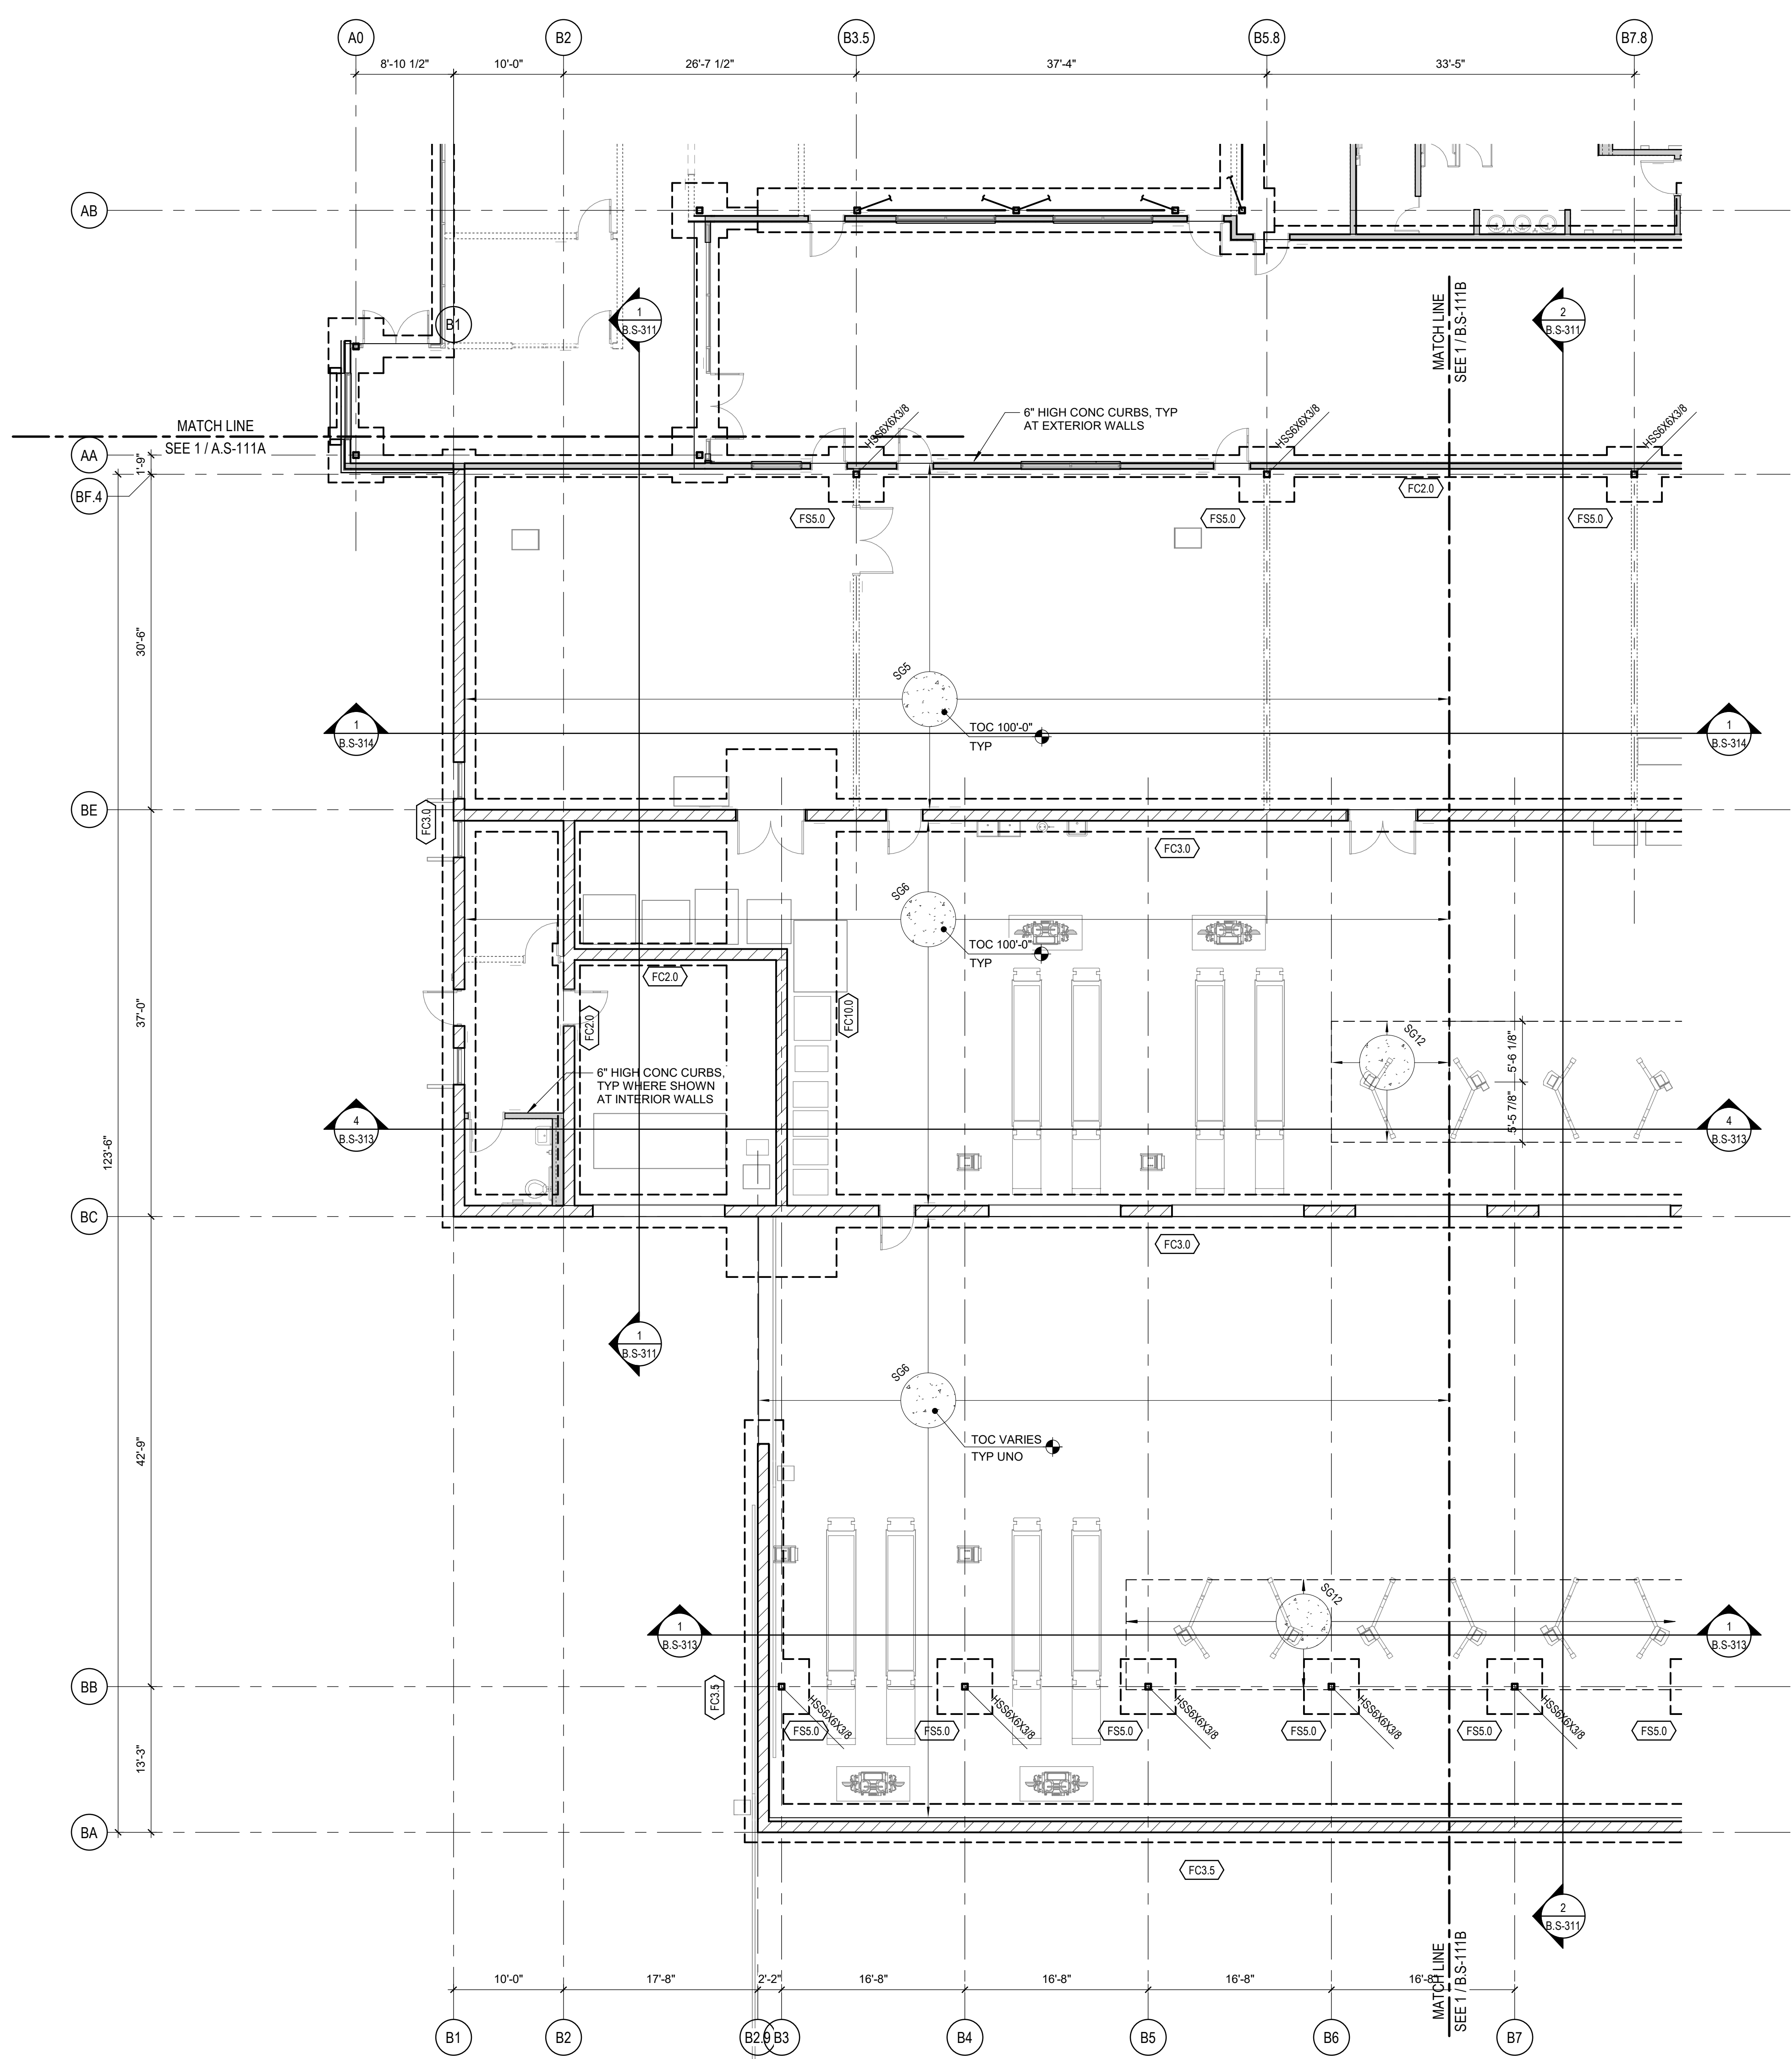 A0
B2
B3.5
B5.8
B7.8
8'-10 1/2"
10'-0"
26'-7 1/2"
37'-4"
33'-5"
AB
B1
1
B.S-311
2
B.S-311
MATCH LINE
SEE 1 / B.S-111B
MATCH LINE
SEE 1 / A.S-111A
6" HIGH CONC CURBS, TYP
AT EXTERIOR WALLS
HSS6X6X3/8
HSS6X6X3/8
HSS6X6X3/8
AA
1'-9"
BF.4
FC2.0
FS5.0
FS5.0
FS5.0
30'-6"
SG5
TOC 100'-0"
TYP
1
B.S-314
1
B.S-314
BE
FC3.0
FC3.0
SG6
TOC 100'-0"
TYP
FC2.0
FC2.0
FC10.0
37'-0"
SG12
5'-6 1/8"
5'-5 7/8"
6" HIGH CONC CURBS,
TYP WHERE SHOWN
AT INTERIOR WALLS
4
B.S-313
4
B.S-313
123'-6"
BC
FC3.0
1
B.S-311
SG6
TOC VARIES
TYP UNO
42'-9"
SG12
1
B.S-313
1
B.S-313
BB
FC3.5
HSS6X6X3/8
HSS6X6X3/8
HSS6X6X3/8
HSS6X6X3/8
HSS6X6X3/8
FS5.0
FS5.0
FS5.0
FS5.0
FS5.0
FS5.0
13'-3"
BA
FC3.5
2
B.S-311
MATCH LINE
SEE 1 / B.S-111B
10'-0"
17'-8"
2'-2"
16'-8"
16'-8"
16'-8"
16'-8"
B1
B2
B2.9
B3
B4
B5
B6
B7